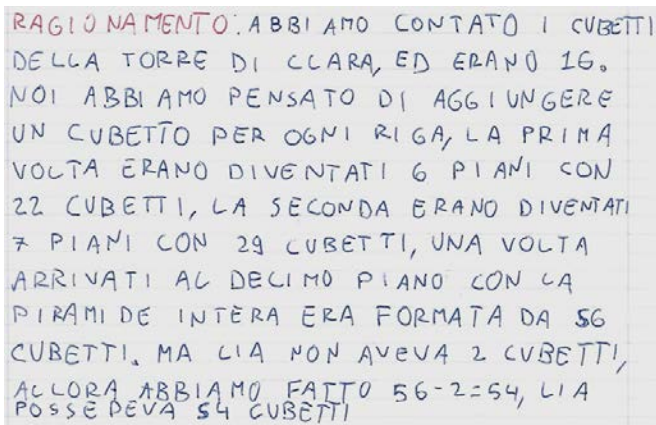 RAGIONAMENTO: ABBIAMO CONTATO I CUBETTI
DELLA TORRE DI CLARA, ED ERANO 16.
NOI ABBIAMO PENSATO DI AGGIUNGERE
UN CUBETTO PER OGNI RIGA, LA PRIMA
VOLTA ERANO DIVENTATI 6 PIANI CON
22 CUBETTI, LA SECONDA ERANO DIVENTATI
7 PIANI CON 29 CUBETTI, UNA VOLTA
ARRIVATI AL DECIMO PIANO CON LA
PIRAMIDE INTERA ERA FORMATA DA 56
CUBETTI. MA LIA NON AVEVA 2 CUBETTI,
ALLORA ABBIAMO FATTO 56-2=54, LIA
POSSEDEVA 54 CUBETTI